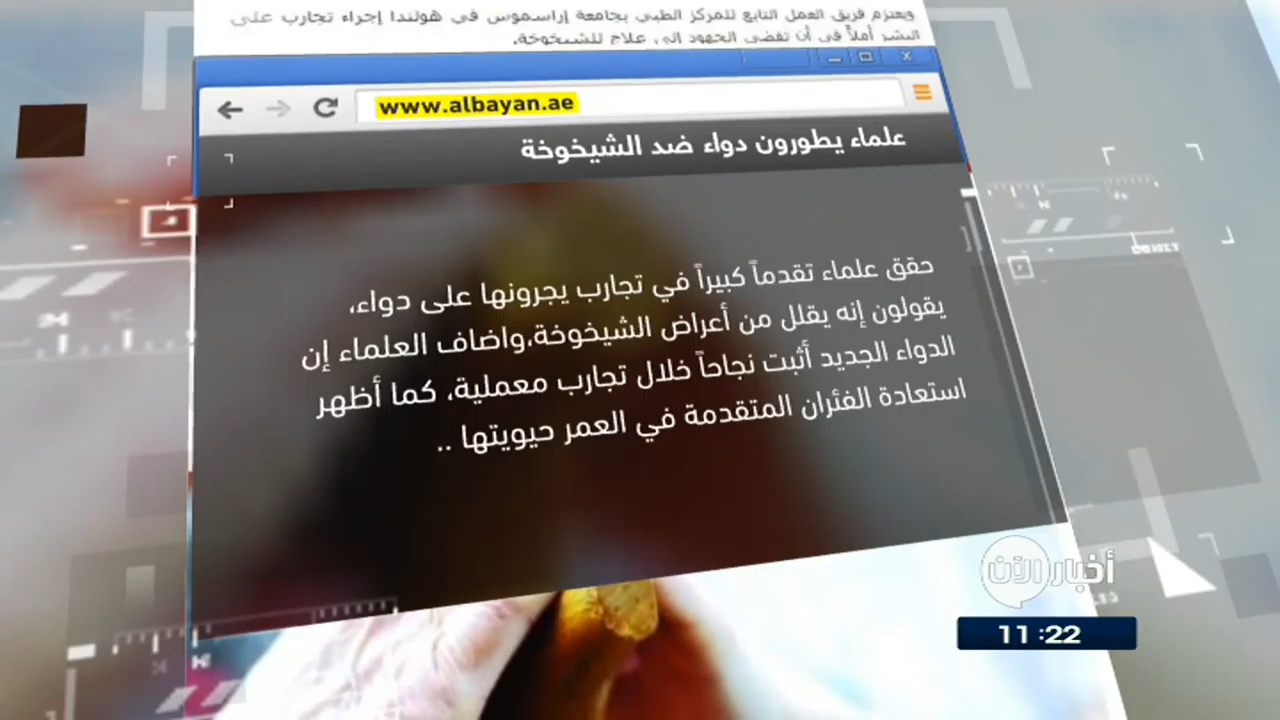 ويعتزم فريق العمل التابع للمركز الطبي بجامعة إراسموس في هولندا إجراء تجارب على
البشر أملاً في أن تفضي الجهود إلى علاج للشيخوخة.
www.albayan.ae
علماء يطورون دواء ضد الشيخوخة
حقق علماء تقدماً كبيراً في تجارب يجرونها على دواء،
يقولون إنه يقلل من أعراض الشيخوخة،واضاف العلماء إن
الدواء الجديد أثبت نجاحاً خلال تجارب معملية، كما أظهر
استعادة الفئران المتقدمة في العمر حيويتها ..
أخبار الآن
11:22